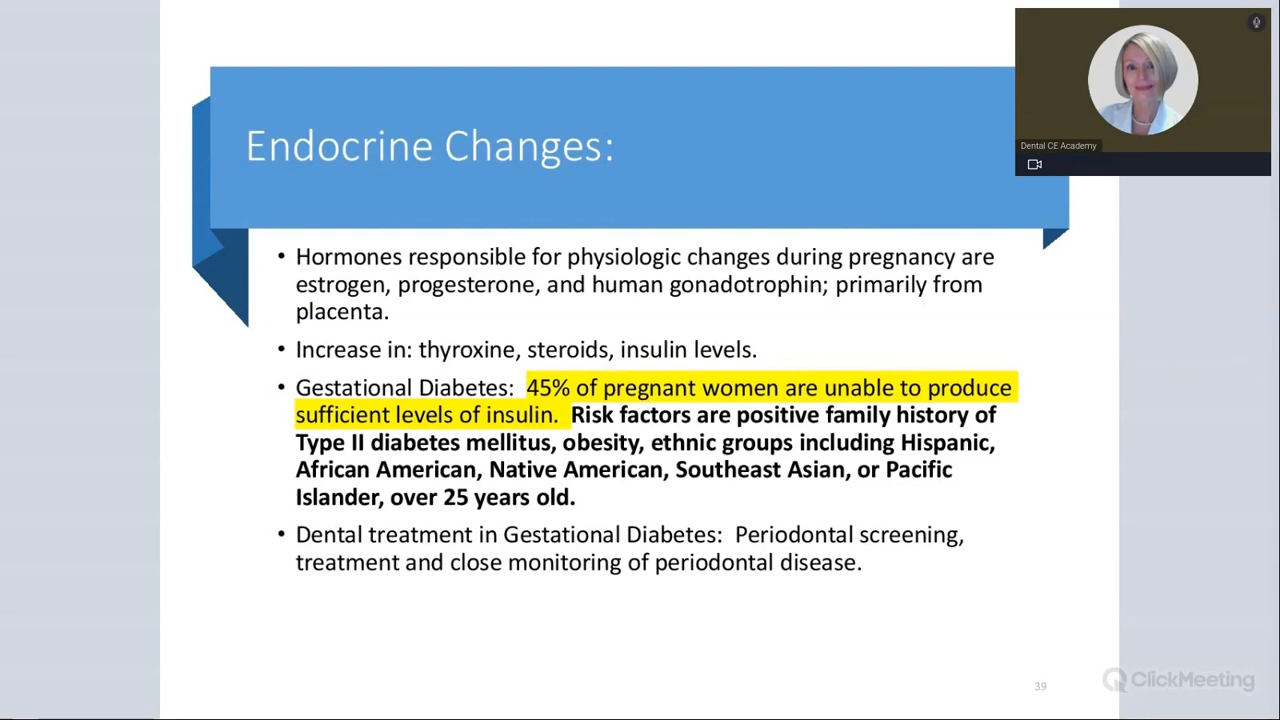 Endocrine Changes:
Dental CE Academy
• Hormones responsible for physiologic changes during pregnancy are
estrogen, progesterone, and human gonadotrophin; primarily from
placenta.
• Increase in: thyroxine, steroids, insulin levels.
• Gestational Diabetes: 45% of pregnant women are unable to produce
sufficient levels of insulin. Risk factors are positive family history of
Type II diabetes mellitus, obesity, ethnic groups including Hispanic,
African American, Native American, Southeast Asian, or Pacific
Islander, over 25 years old.
• Dental treatment in Gestational Diabetes: Periodontal screening,
treatment and close monitoring of periodontal disease.
39
ClickMeeting